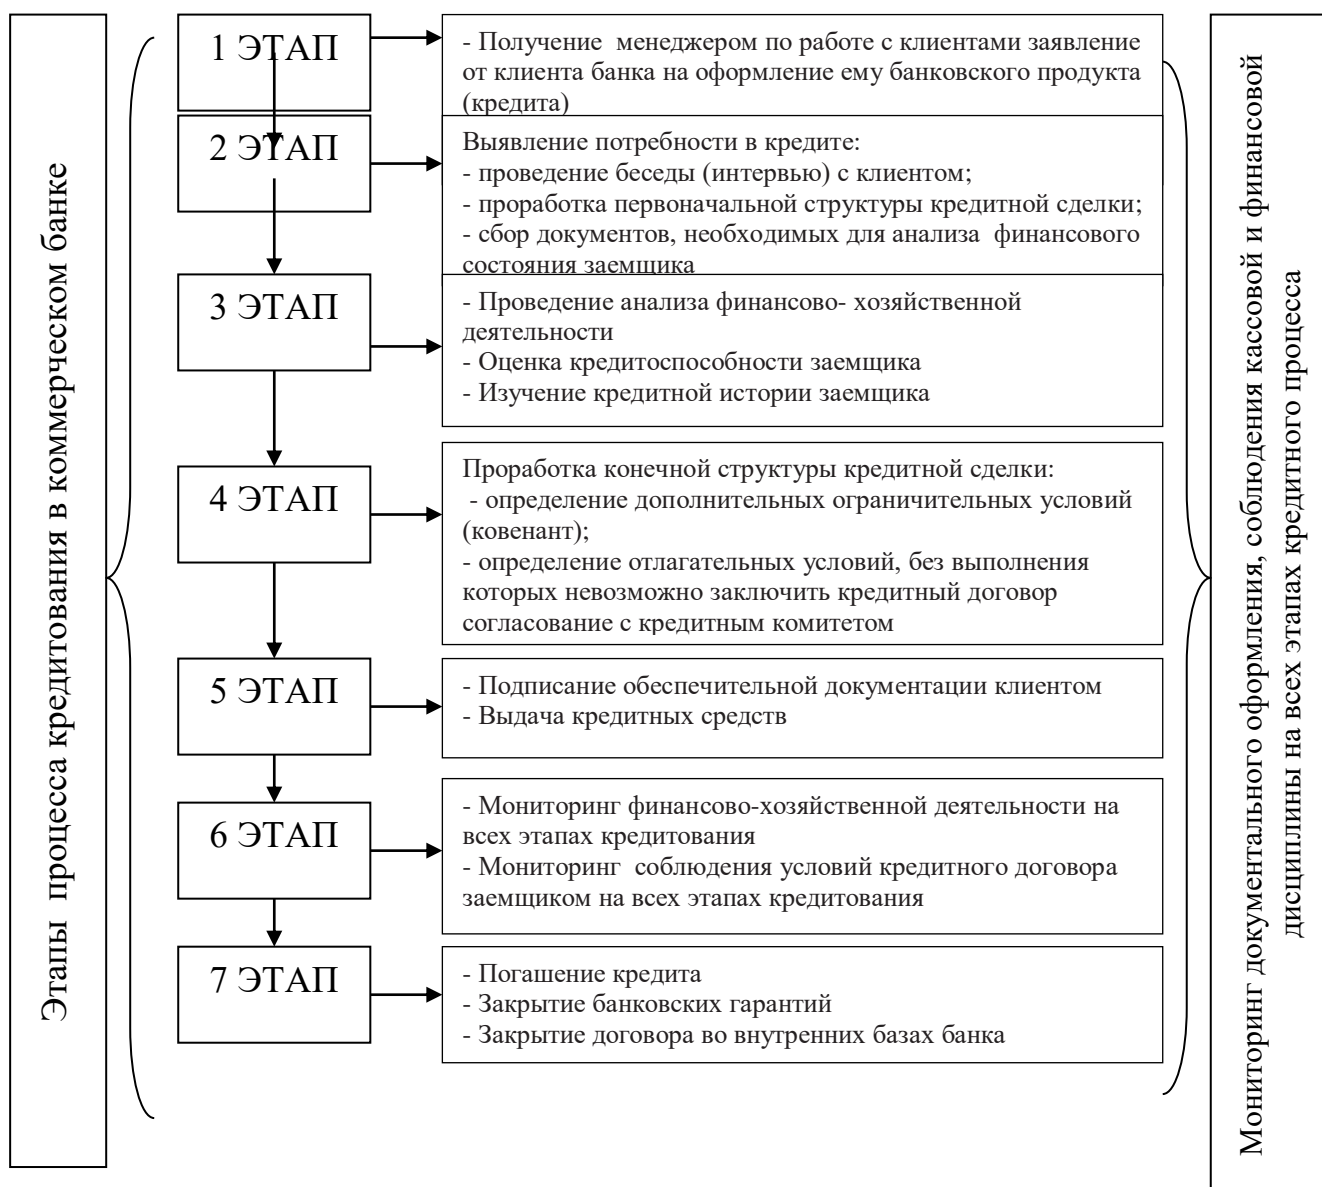 Этапы процесса кредитования в коммерческом банке
1 ЭТАП
- Получение менеджером по работе с клиентами заявление
от клиента банка на оформление ему банковского продукта
(кредита)
2 ЭТАП
Выявление потребности в кредите:
- проведение беседы (интервью) с клиентом;
- проработка первоначальной структуры кредитной сделки;
- сбор документов, необходимых для анализа финансового
состояния заемщика
3 ЭТАП
- Проведение анализа финансово- хозяйственной
деятельности
- Оценка кредитоспособности заемщика
- Изучение кредитной истории заемщика
4 ЭТАП
Проработка конечной структуры кредитной сделки:
- определение дополнительных ограничительных условий
(ковенант);
- определение отлагательных условий, без выполнения
которых невозможно заключить кредитный договор
согласование с кредитным комитетом
5 ЭТАП
- Подписание обеспечительной документации клиентом
- Выдача кредитных средств
6 ЭТАП
- Мониторинг финансово-хозяйственной деятельности на
всех этапах кредитования
- Мониторинг соблюдения условий кредитного договора
заемщиком на всех этапах кредитования
7 ЭТАП
- Погашение кредита
- Закрытие банковских гарантий
- Закрытие договора во внутренних базах банка
Мониторинг документального оформления, соблюдения кассовой и финансовой
дисциплины на всех этапах кредитного процесса